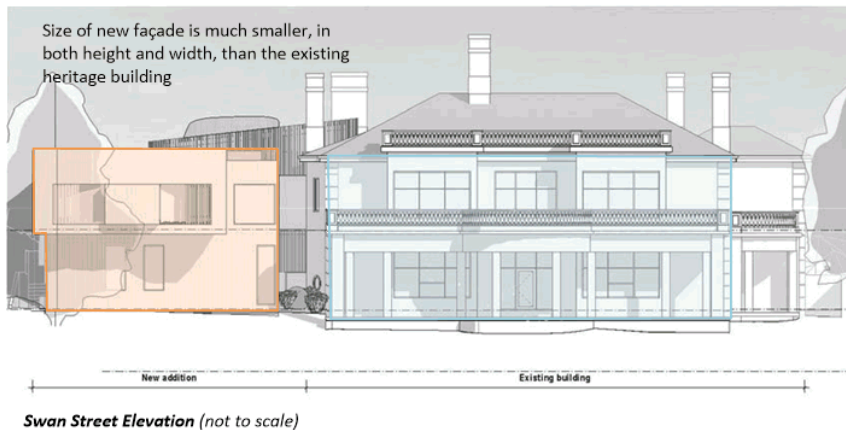 Size of new façade is much smaller, in
both height and width, than the existing
heritage building
New addition
Existing building
Swan Street Elevation (not to scale)